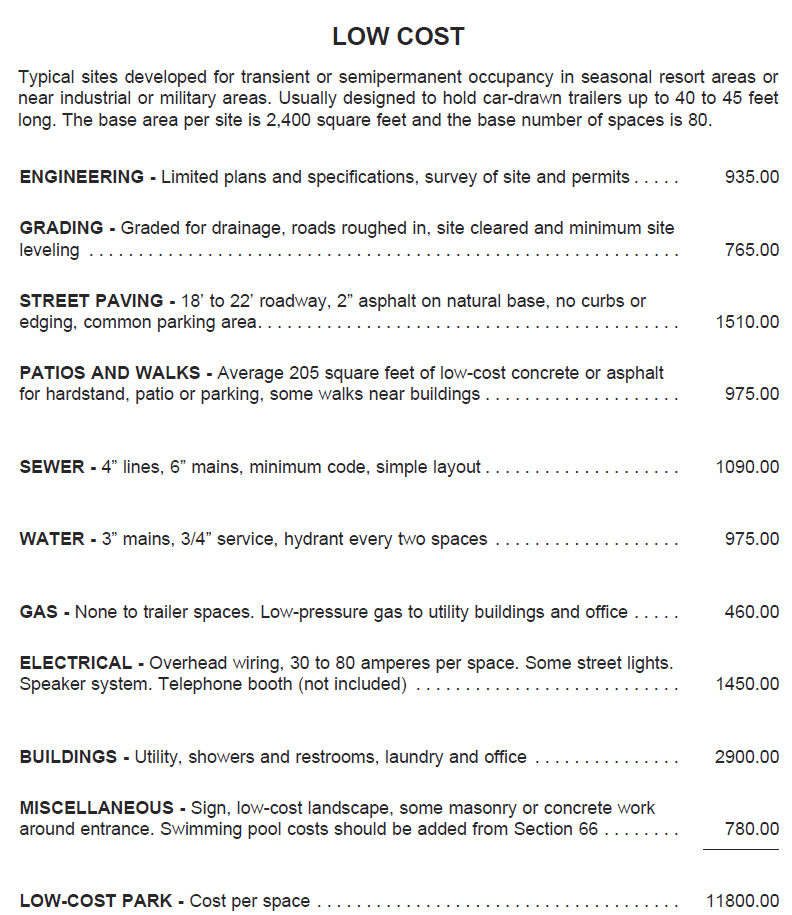 LOW COST
Typical sites developed for transient or semipermanent occupancy in seasonal resort areas or
near industrial or military areas. Usually designed to hold car-drawn trailers up to 40 to 45 feet
long. The base area per site is 2,400 square feet and the base number of spaces is 80.
ENGINEERING - Limited plans and specifications, survey of site and permits . . . . . 935.00
GRADING - Graded for drainage, roads roughed in, site cleared and minimum site
leveling . . . . . . . . . . . . . . . . . . . . . . . . . . . . . . . . . . . . . . . . . . . . . . . . . . . . . . . . . . . . 765.00
STREET PAVING - 18’ to 22’ roadway, 2” asphalt on natural base, no curbs or
edging, common parking area. . . . . . . . . . . . . . . . . . . . . . . . . . . . . . . . . . . . . . . . . . . 1510.00
PATIOS AND WALKS - Average 205 square feet of low-cost concrete or asphalt
for hardstand, patio or parking, some walks near buildings . . . . . . . . . . . . . . . . . . . . 975.00
SEWER - 4” lines, 6” mains, minimum code, simple layout . . . . . . . . . . . . . . . . . . . . 1090.00
WATER - 3” mains, 3/4” service, hydrant every two spaces . . . . . . . . . . . . . . . . . . . 975.00
GAS - None to trailer spaces. Low-pressure gas to utility buildings and office . . . . . 460.00
ELECTRICAL - Overhead wiring, 30 to 80 amperes per space. Some street lights.
Speaker system. Telephone booth (not included) . . . . . . . . . . . . . . . . . . . . . . . . . . . 1450.00
BUILDINGS - Utility, showers and restrooms, laundry and office . . . . . . . . . . . . . . . 2900.00
MISCELLANEOUS - Sign, low-cost landscape, some masonry or concrete work
around entrance. Swimming pool costs should be added from Section 66 . . . . . . . . 780.00
LOW-COST PARK - Cost per space . . . . . . . . . . . . . . . . . . . . . . . . . . . . . . . . . . . . . 11800.00